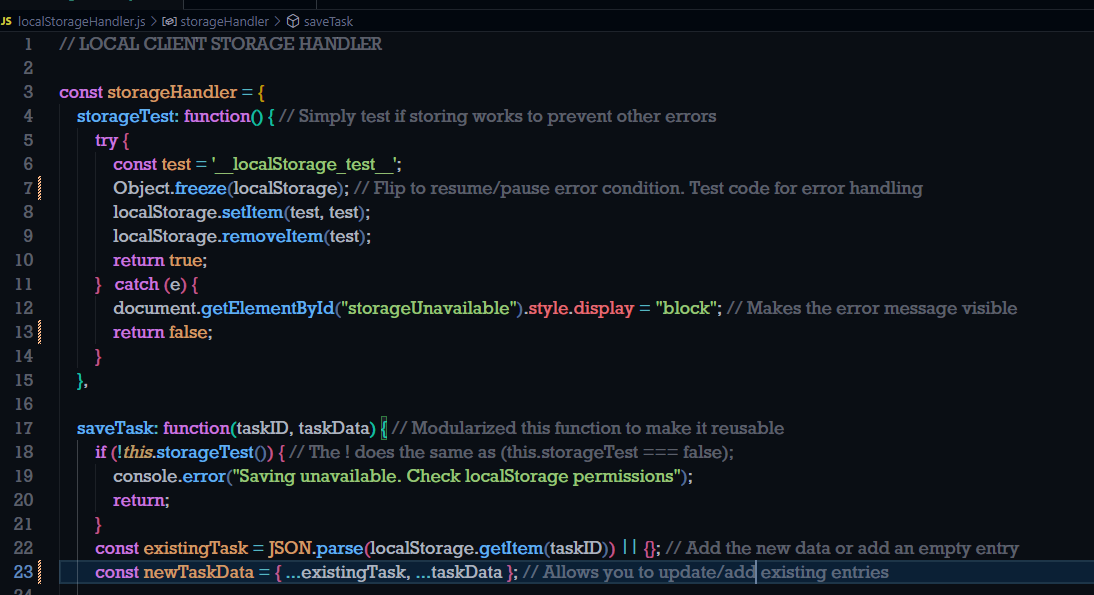 JS localStorageHandler.js > storageHandler > saveTask
1 // LOCAL CLIENT STORAGE HANDLER
2
3 const storageHandler = {
4 storageTest: function() { // Simply test if storing works to prevent other errors
5 try {
6 const test = '__localStorage_test__';
7 Object.freeze(localStorage); // Flip to resume/pause error condition. Test code for error handling
8 localStorage.setItem(test, test);
9 localStorage.removeItem(test);
10 return true;
11 } catch (e) {
12 document.getElementById("storageUnavailable").style.display = "block"; // Makes the error message visible
13 return false;
14 }
15 },
16
17 saveTask: function(taskID, taskData) { // Modularized this function to make it reusable
18 if (!this.storageTest()) { // The ! does the same as (this.storageTest === false);
19 console.error("Saving unavailable. Check localStorage permissions");
20 return;
21 }
22 const existingTask = JSON.parse(localStorage.getItem(taskID)) || {}; // Add the new data or add an empty entry
23 const newTaskData = { ...existingTask, ...taskData }; // Allows you to update/add existing entries